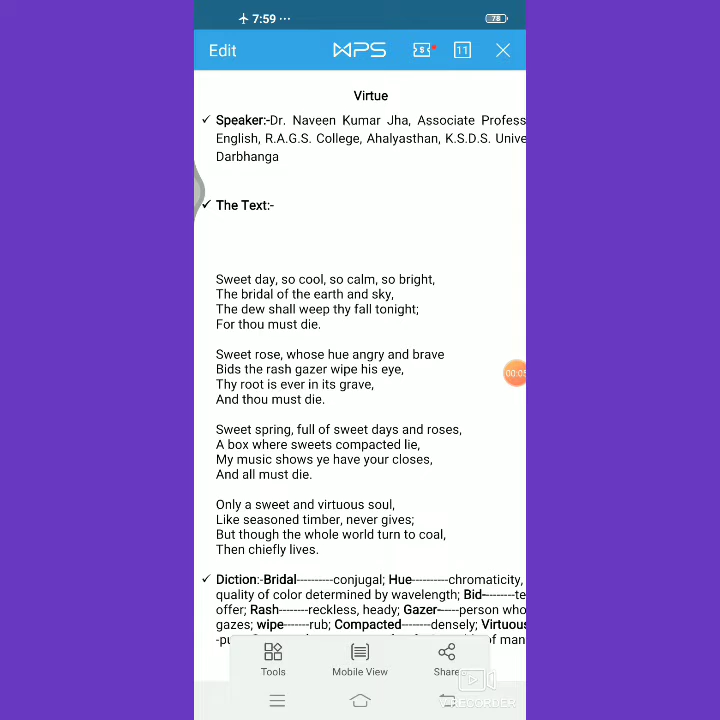 7:59 ...
78
Edit
WPS
$
11
Virtue
✓ Speaker:-Dr. Naveen Kumar Jha, Associate Profess
English, R.A.G.S. College, Ahalyasthan, K.S.D.S. Unive
Darbhanga
✓ The Text:-
Sweet day, so cool, so calm, so bright,
The bridal of the earth and sky,
The dew shall weep thy fall tonight;
For thou must die.
Sweet rose, whose hue angry and brave
Bids the rash gazer wipe his eye,
Thy root is ever in its grave,
And thou must die.
Sweet spring, full of sweet days and roses,
A box where sweets compacted lie,
My music shows ye have your closes,
And all must die.
Only a sweet and virtuous soul,
Like seasoned timber, never gives;
But though the whole world turn to coal,
Then chiefly lives.
✓ Diction:-Bridal----------conjugal; Hue----------chromaticity,
quality of color determined by wavelength; Bid---------te
offer; Rash--------reckless, heady; Gazer------person who
gazes; wipe-------rub; Compacted--------densely; Virtuous
of man
Tools
Mobile View
Share
RECORDER